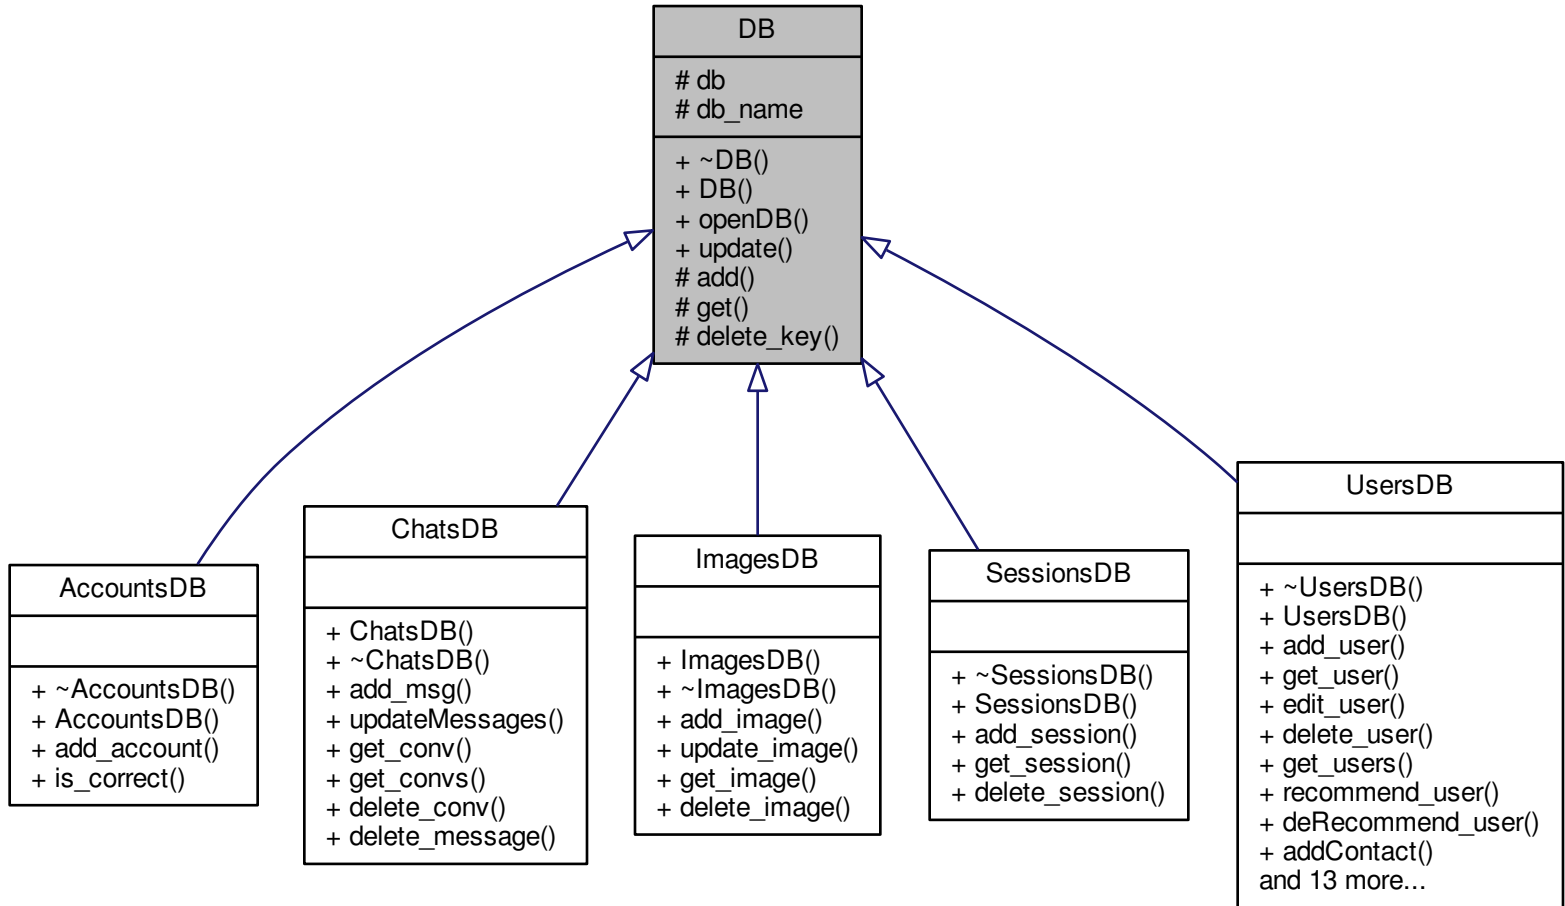 DB
# db
# db_name
+ ~DB()
+ DB()
+ openDB()
+ update()
# add()
# get()
# delete_key()
AccountsDB
+ ~AccountsDB()
+ AccountsDB()
+ add_account()
+ is_correct()
ChatsDB
+ ChatsDB()
+ ~ChatsDB()
+ add_msg()
+ updateMessages()
+ get_conv()
+ get_convs()
+ delete_conv()
+ delete_message()
ImagesDB
+ ImagesDB()
+ ~ImagesDB()
+ add_image()
+ update_image()
+ get_image()
+ delete_image()
SessionsDB
+ ~SessionsDB()
+ SessionsDB()
+ add_session()
+ get_session()
+ delete_session()
UsersDB
+ ~UsersDB()
+ UsersDB()
+ add_user()
+ get_user()
+ edit_user()
+ delete_user()
+ get_users()
+ recommend_user()
+ deRecommend_user()
+ addContact()
and 13 more...